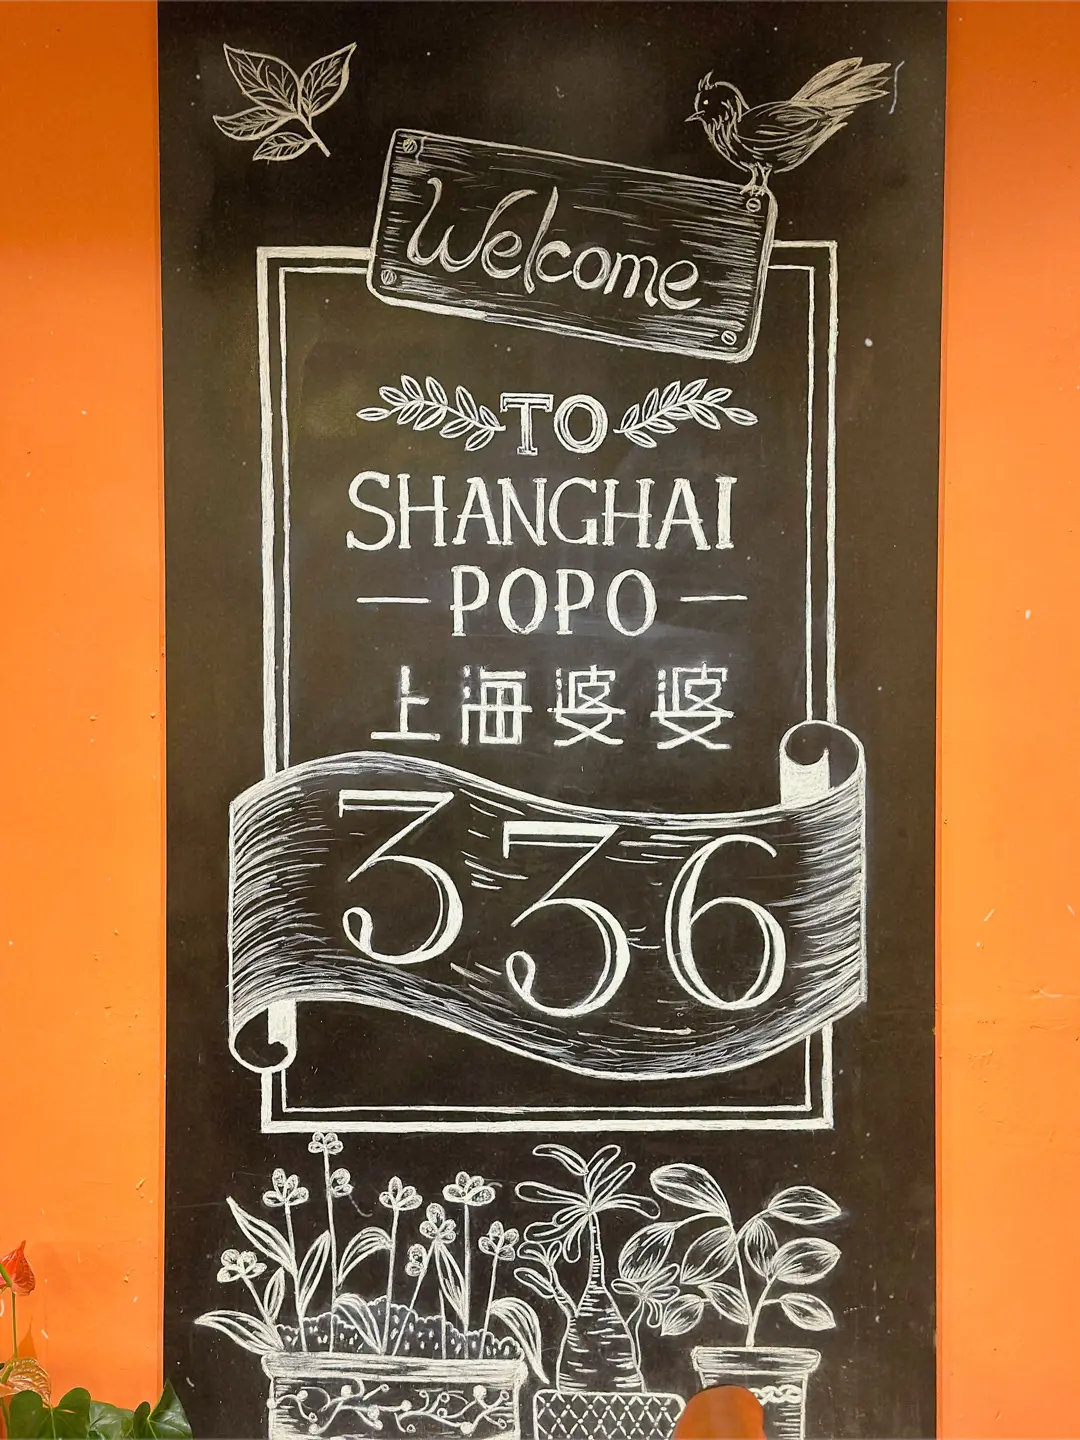 Welcome
TO
SHANGHAI
POPO
上海婆婆
336